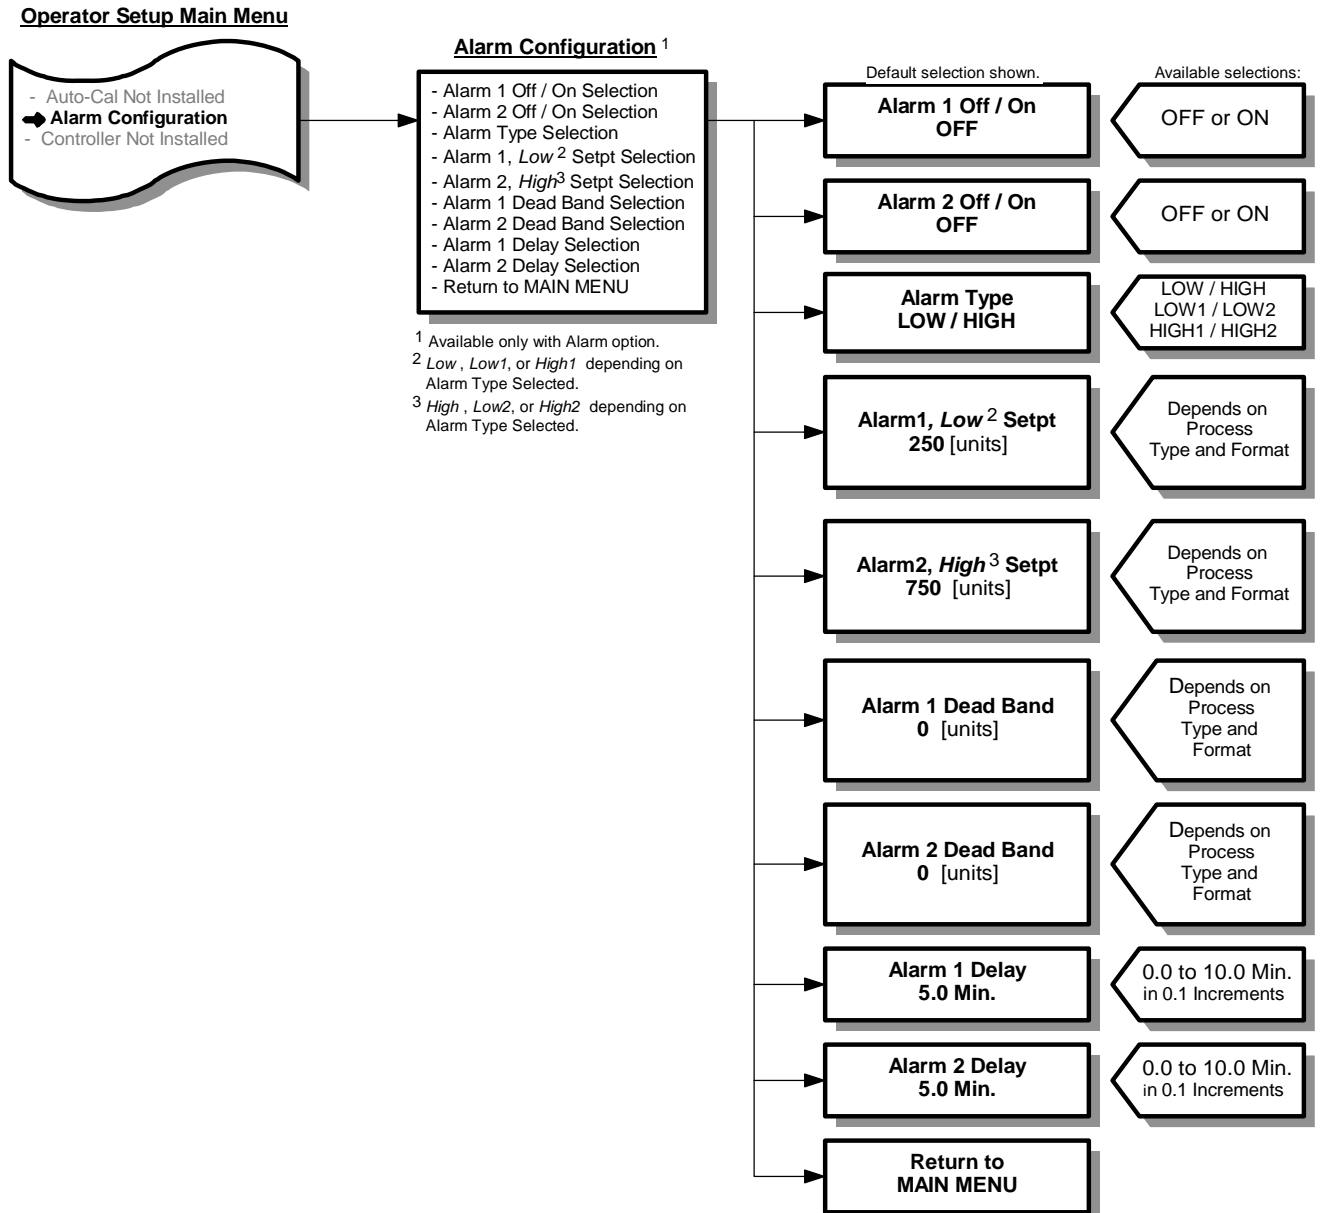 Operator Setup Main Menu
- Auto-Cal Not Installed
Alarm Configuration
- Controller Not Installed
Alarm Configuration 1
- Alarm 1 Off / On Selection
- Alarm 2 Off / On Selection
- Alarm Type Selection
- Alarm 1, Low 2 Setpt Selection
- Alarm 2, High 3 Setpt Selection
- Alarm 1 Dead Band Selection
- Alarm 2 Dead Band Selection
- Alarm 1 Delay Selection
- Alarm 2 Delay Selection
- Return to MAIN MENU
1 Available only with Alarm option.
2 Low , Low1, or High1 depending on
Alarm Type Selected.
3 High , Low2, or High2 depending on
Alarm Type Selected.
Default selection shown.
Available selections:
Alarm 1 Off / On
OFF
OFF or ON
Alarm 2 Off / On
OFF
OFF or ON
Alarm Type
LOW / HIGH
LOW / HIGH
LOW1 / LOW2
HIGH1 / HIGH2
Alarm1, Low 2 Setpt
250 [units]
Depends on
Process
Type and Format
Alarm2, High 3 Setpt
750 [units]
Depends on
Process
Type and Format
Alarm 1 Dead Band
0 [units]
Depends on
Process
Type and
Format
Alarm 2 Dead Band
0 [units]
Depends on
Process
Type and
Format
Alarm 1 Delay
5.0 Min.
0.0 to 10.0 Min.
in 0.1 Increments
Alarm 2 Delay
5.0 Min.
0.0 to 10.0 Min.
in 0.1 Increments
Return to
MAIN MENU